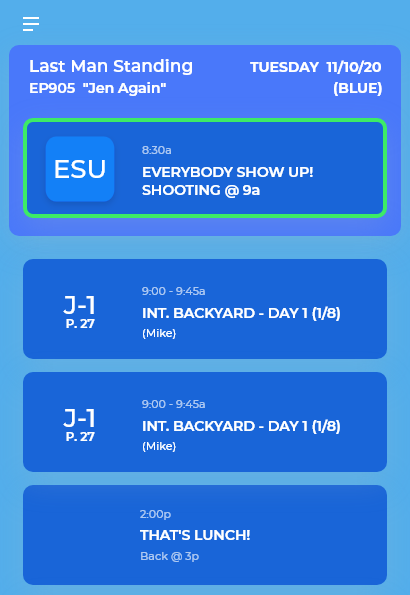 Last Man Standing
TUESDAY 11/10/20
EP905 "Jen Again"
(BLUE)
ESU
8:30a
EVERYBODY SHOW UP!
SHOOTING @ 9a
J-1
P. 27
9:00 - 9:45a
INT. BACKYARD - DAY 1 (1/8)
(Mike)
J-1
P. 27
9:00 - 9:45a
INT. BACKYARD - DAY 1 (1/8)
(Mike)
2:00p
THAT'S LUNCH!
Back @ 3p